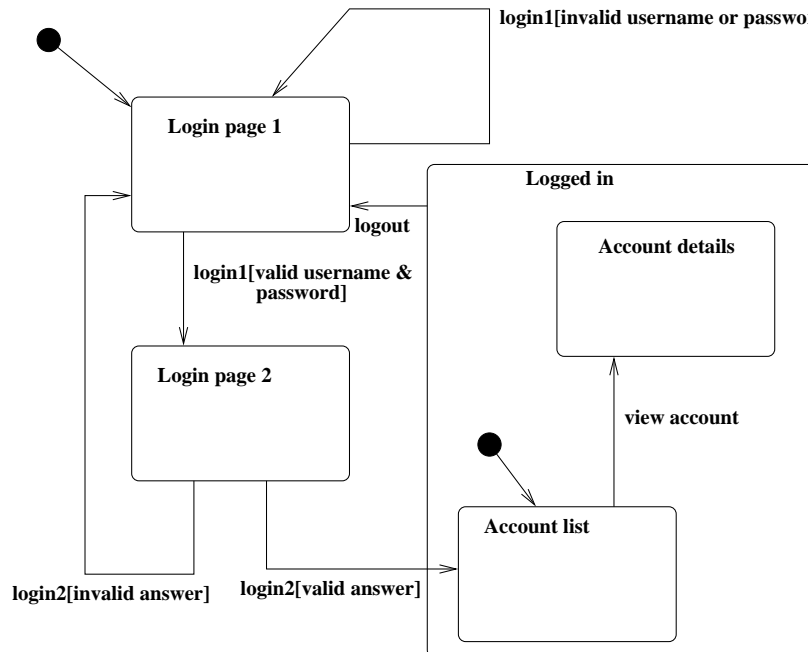 login1[invalid username or passwo
Login page 1
Logged in
logout
Account details
login1[valid username &
password]
Login page 2
view account
Account list
login2[invalid answer]
login2[valid answer]